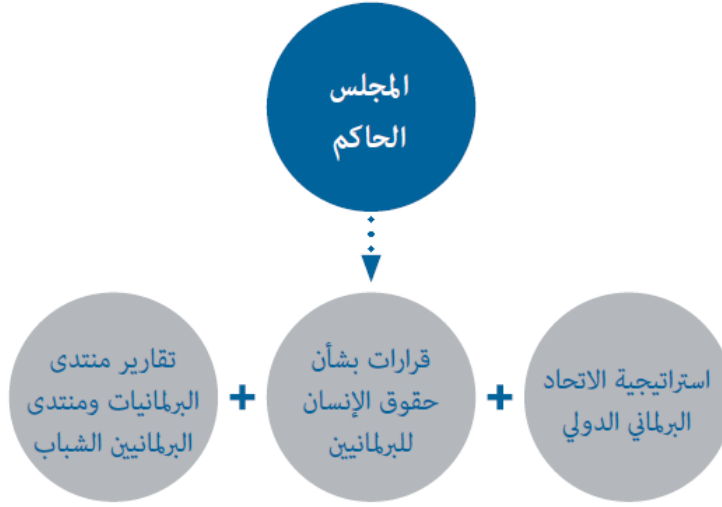 المجلس
الحاكم
استراتيجية الاتحاد
البرلماني الدولي
+
قرارات بشأن
حقوق الإنسان
للبرلمانيين
+
تقارير منتدى
البرلمانيات ومنتدى
البرلمانيين الشباب